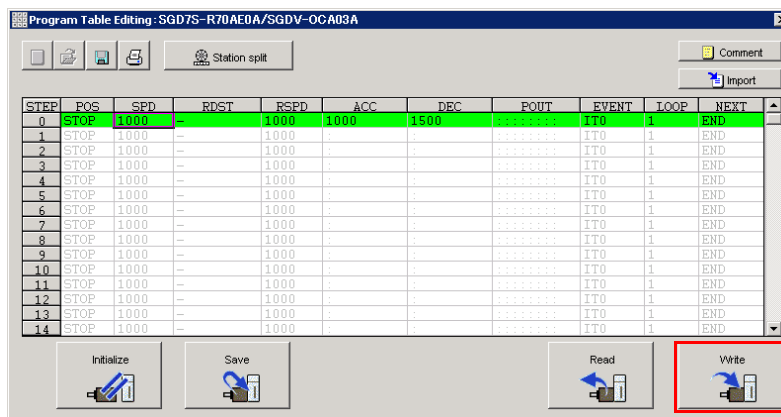 Program Table Editing:SGD7S-R70AE0A/SGDV-OCA03A
Station split
Comment
Import
STEP POS SPD RDST RSPD ACC DEC POUT EVENT LOOP NEXT
0 STOP 1000 – 1000 1000 1500 :::::::: IT0 1 END
1 STOP 1000 – 1000 : : :::::::: IT0 1 END
2 STOP 1000 – 1000 : : :::::::: IT0 1 END
3 STOP 1000 – 1000 : : :::::::: IT0 1 END
4 STOP 1000 – 1000 : : :::::::: IT0 1 END
5 STOP 1000 – 1000 : : :::::::: IT0 1 END
6 STOP 1000 – 1000 : : :::::::: IT0 1 END
7 STOP 1000 – 1000 : : :::::::: IT0 1 END
8 STOP 1000 – 1000 : : :::::::: IT0 1 END
9 STOP 1000 – 1000 : : :::::::: IT0 1 END
10 STOP 1000 – 1000 : : :::::::: IT0 1 END
11 STOP 1000 – 1000 : : :::::::: IT0 1 END
12 STOP 1000 – 1000 : : :::::::: IT0 1 END
13 STOP 1000 – 1000 : : :::::::: IT0 1 END
14 STOP 1000 – 1000 : : :::::::: IT0 1 END
Initialize Save Read Write